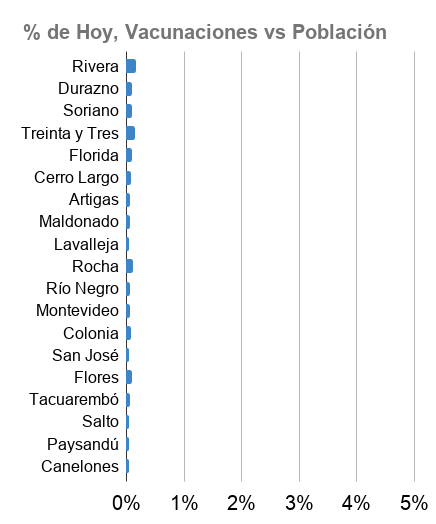 % de Hoy, Vacunaciones vs Población
Rivera
Durazno
Soriano
Treinta y Tres
Florida
Cerro Largo
Artigas
Maldonado
Lavalleja
Rocha
Río Negro
Montevideo
Colonia
San José
Flores
Tacuarembó
Salto
Paysandú
Canelones
0% 1% 2% 3% 4% 5%